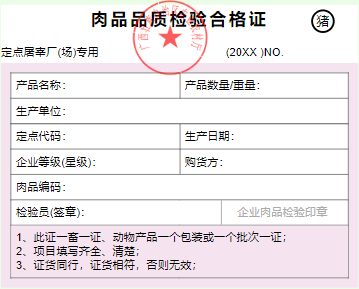 肉品品质检验合格证
猪
定点屠宰厂(场)专用 (20XX )NO.
产品名称： 产品数量/重量：
生产单位：
定点代码： 生产日期：
企业等级(星级)： 购货方：
肉品编码：
检验员(签章)： 企业肉品检验印章
1、此证一畜一证、动物产品一个包装或一个批次一证；
2、项目填写齐全、清楚；
3、证货同行，证货相符，否则无效；